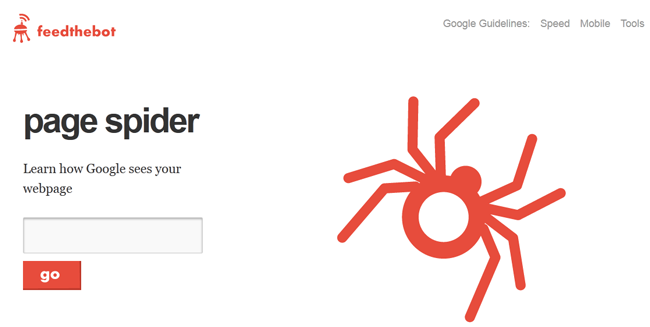 feedthebot
Google Guidelines: Speed Mobile Tools
page spider
Learn how Google sees your
webpage
go